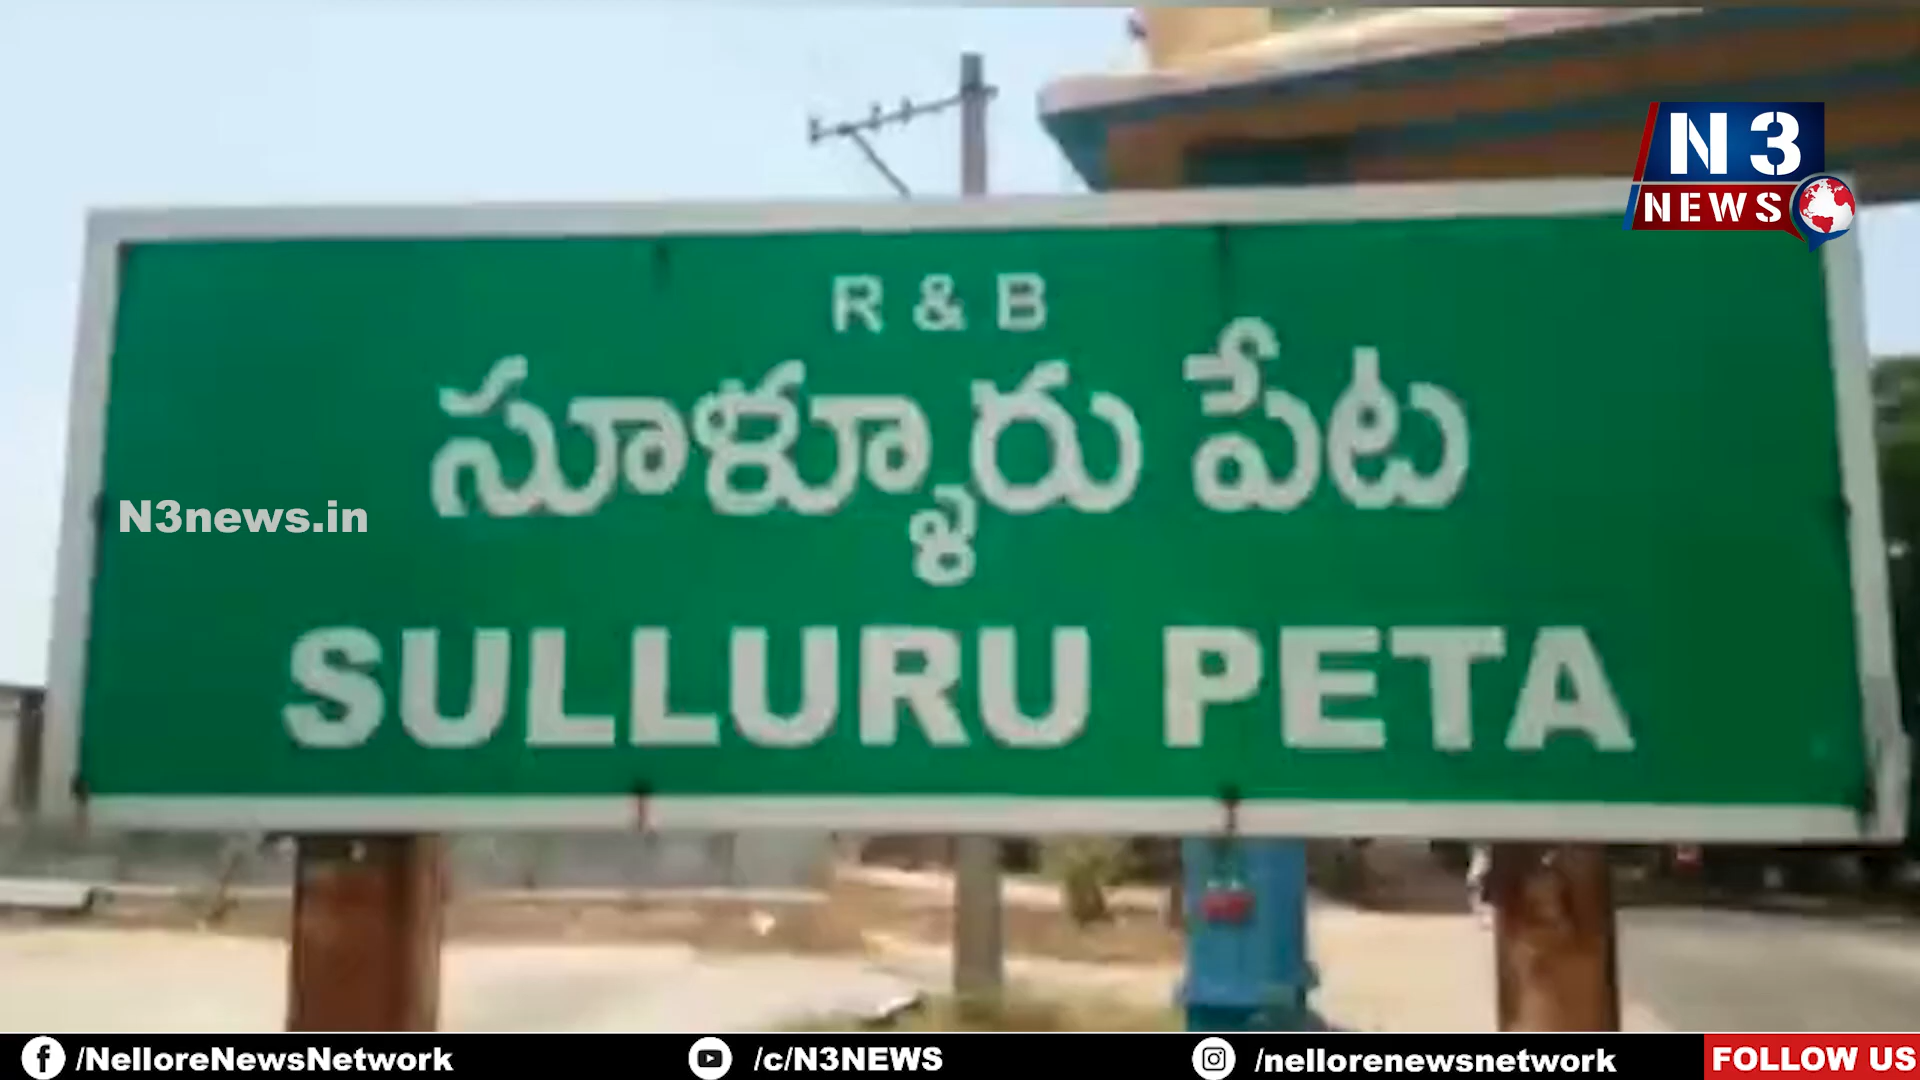 N3
NEWS
R & B
సూళ్ళూరు పేట
N3news.in
SULLURU PETA
/NelloreNewsNetwork
/c/N3NEWS
/nellorenewsnetwork
FOLLOW US